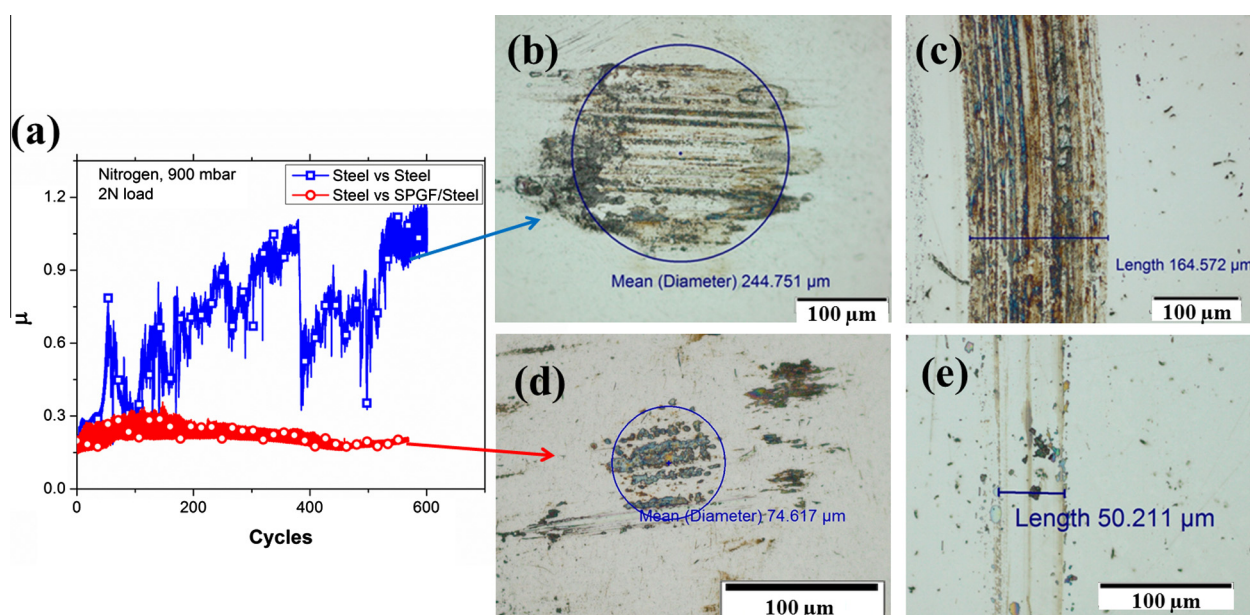 (a)
μ
1.2
0.9
0.6
0.3
0.0
Nitrogen, 900 mbar
2N load
Steel vs Steel
Steel vs SPGF/Steel
0
200
400
600
Cycles
(b)
Mean (Diameter) 244.751 μm
100 μm
(c)
Length 164.572 μm
100 μm
(d)
Mean (Diameter) 74.617 μm
100 μm
(e)
Length 50.211 μm
100 μm